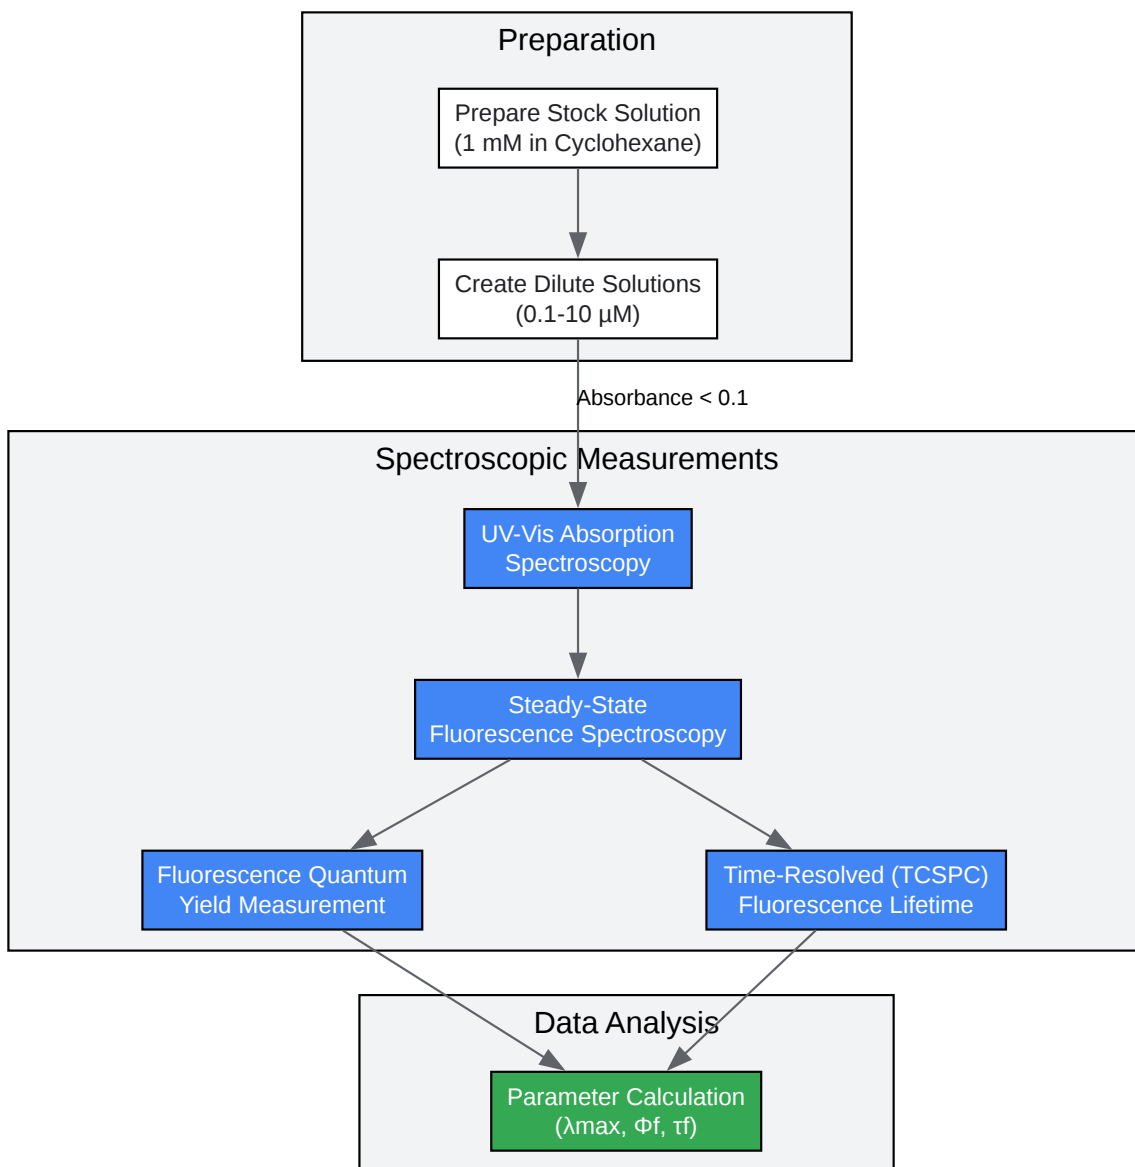 Preparation
Prepare Stock Solution
(1 mM in Cyclohexane)
Create Dilute Solutions
(0.1-10 µM)
Absorbance < 0.1
Spectroscopic Measurements
UV-Vis Absorption
Spectroscopy
Steady-State
Fluorescence Spectroscopy
Fluorescence Quantum
Yield Measurement
Time-Resolved (TCSPC)
Fluorescence Lifetime
Data Analysis
Parameter Calculation
(λmax, Φf, τf)